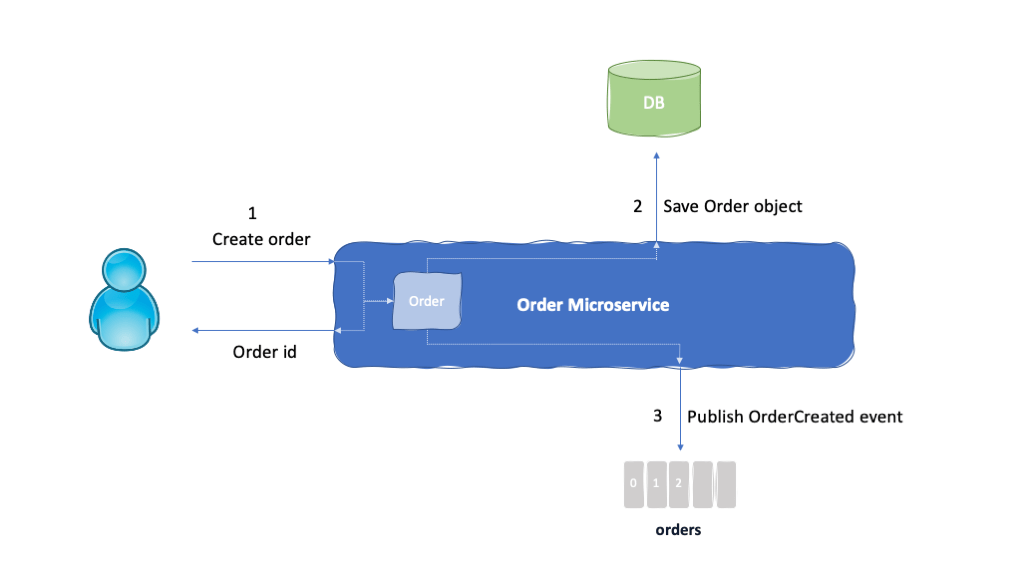 DB
2 Save Order object
1
Create order
Order
Order Microservice
Order id
3 Publish OrderCreated event
0 1 2
orders